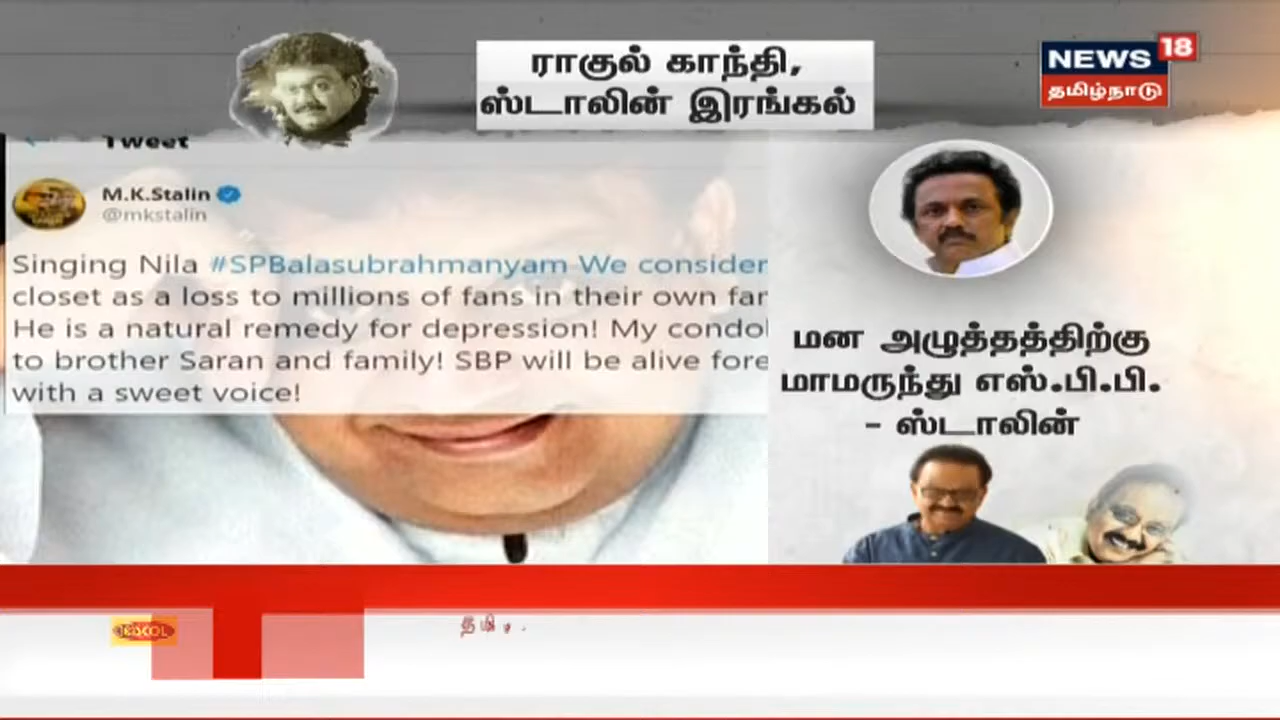 ராகுல் காந்தி,
ஸ்டாலின் இரங்கல்
NEWS 18
தமிழ்நாடு
Tweet
M.K.Stalin
@mkstalin
Singing Nila #SPBalasubrahmanyam We consider
closet as a loss to millions of fans in their own far
He is a natural remedy for depression! My condol
to brother Saran and family! SBP will be alive fore
with a sweet voice!
மன அழுத்தத்திற்கு
மாமருந்து எஸ்.பி.பி.
- ஸ்டாலின்